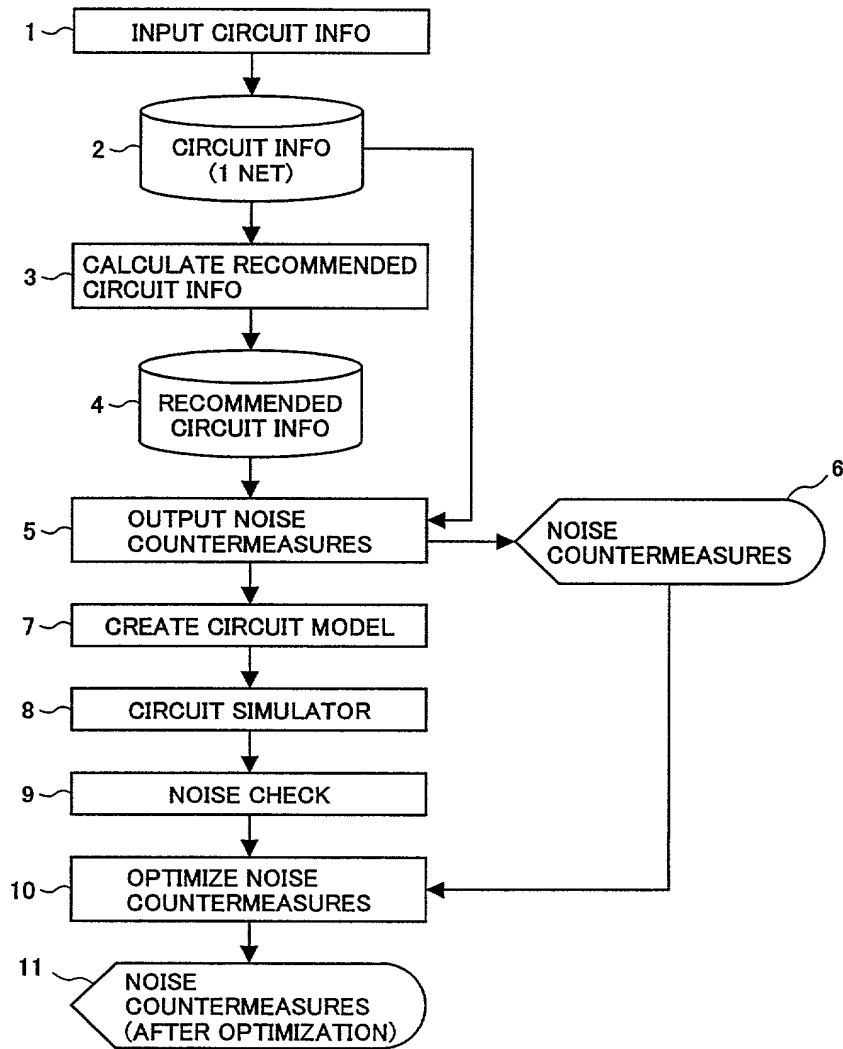 1
INPUT CIRCUIT INFO
2
CIRCUIT INFO
(1 NET)
3
CALCULATE RECOMMENDED
CIRCUIT INFO
4
RECOMMENDED
CIRCUIT INFO
5
OUTPUT NOISE
COUNTERMEASURES
6
NOISE
COUNTERMEASURES
7
CREATE CIRCUIT MODEL
8
CIRCUIT SIMULATOR
9
NOISE CHECK
10
OPTIMIZE NOISE
COUNTERMEASURES
11
NOISE
COUNTERMEASURES
(AFTER OPTIMIZATION)